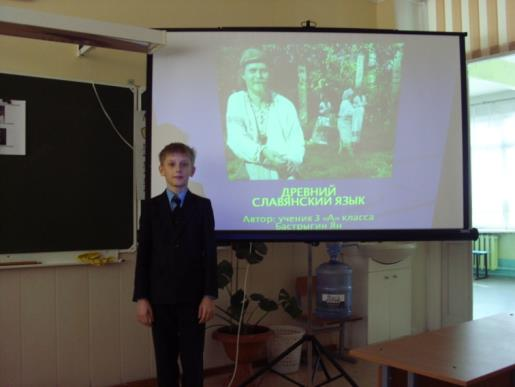 ДРЕВНИЙ
СЛАВЯНСКИЙ ЯЗЫК
Автор: ученик 3 «А» класса
Бастрыгин Ян